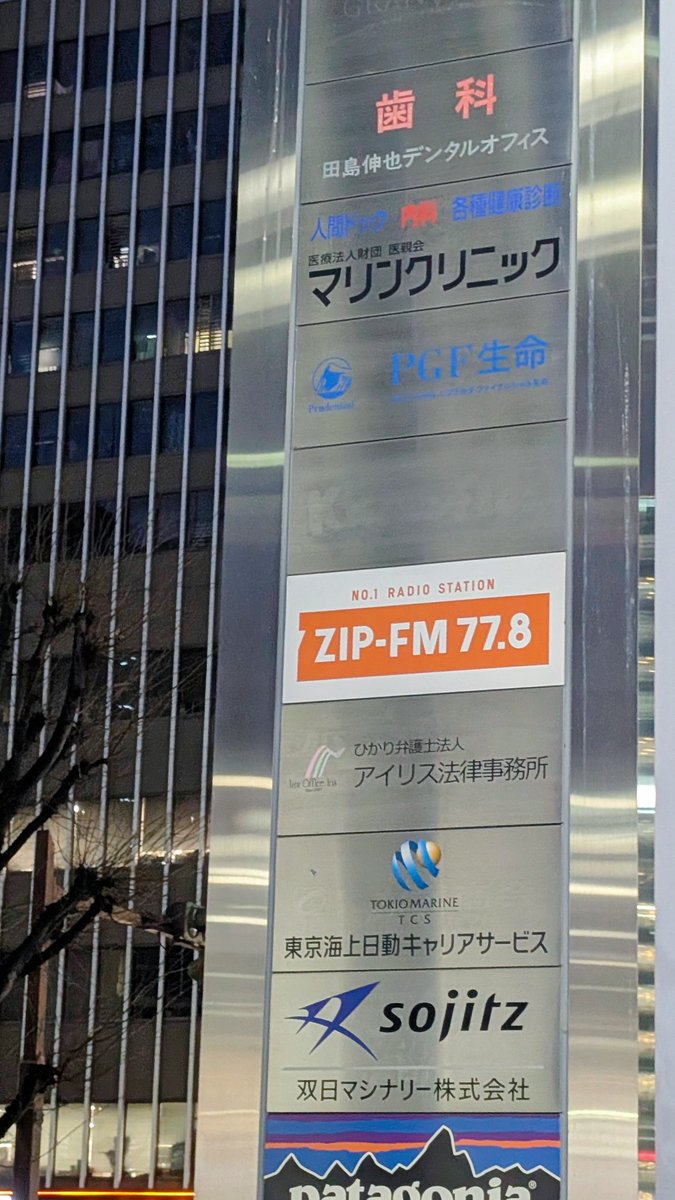 歯科
田島伸也デンタルオフィス
人間ドック 内科 各種健康診断
医療法人財団 医親会
マリンクリニック
PGF生命
Prudential
NO.1 RADIO STATION
ZIP-FM 77.8
ひかり弁護士法人
アイリス法律事務所
TOKIO MARINE
TCS
東京海上日動キャリアサービス
sojitz
双日マシナリー株式会社
patagonia®